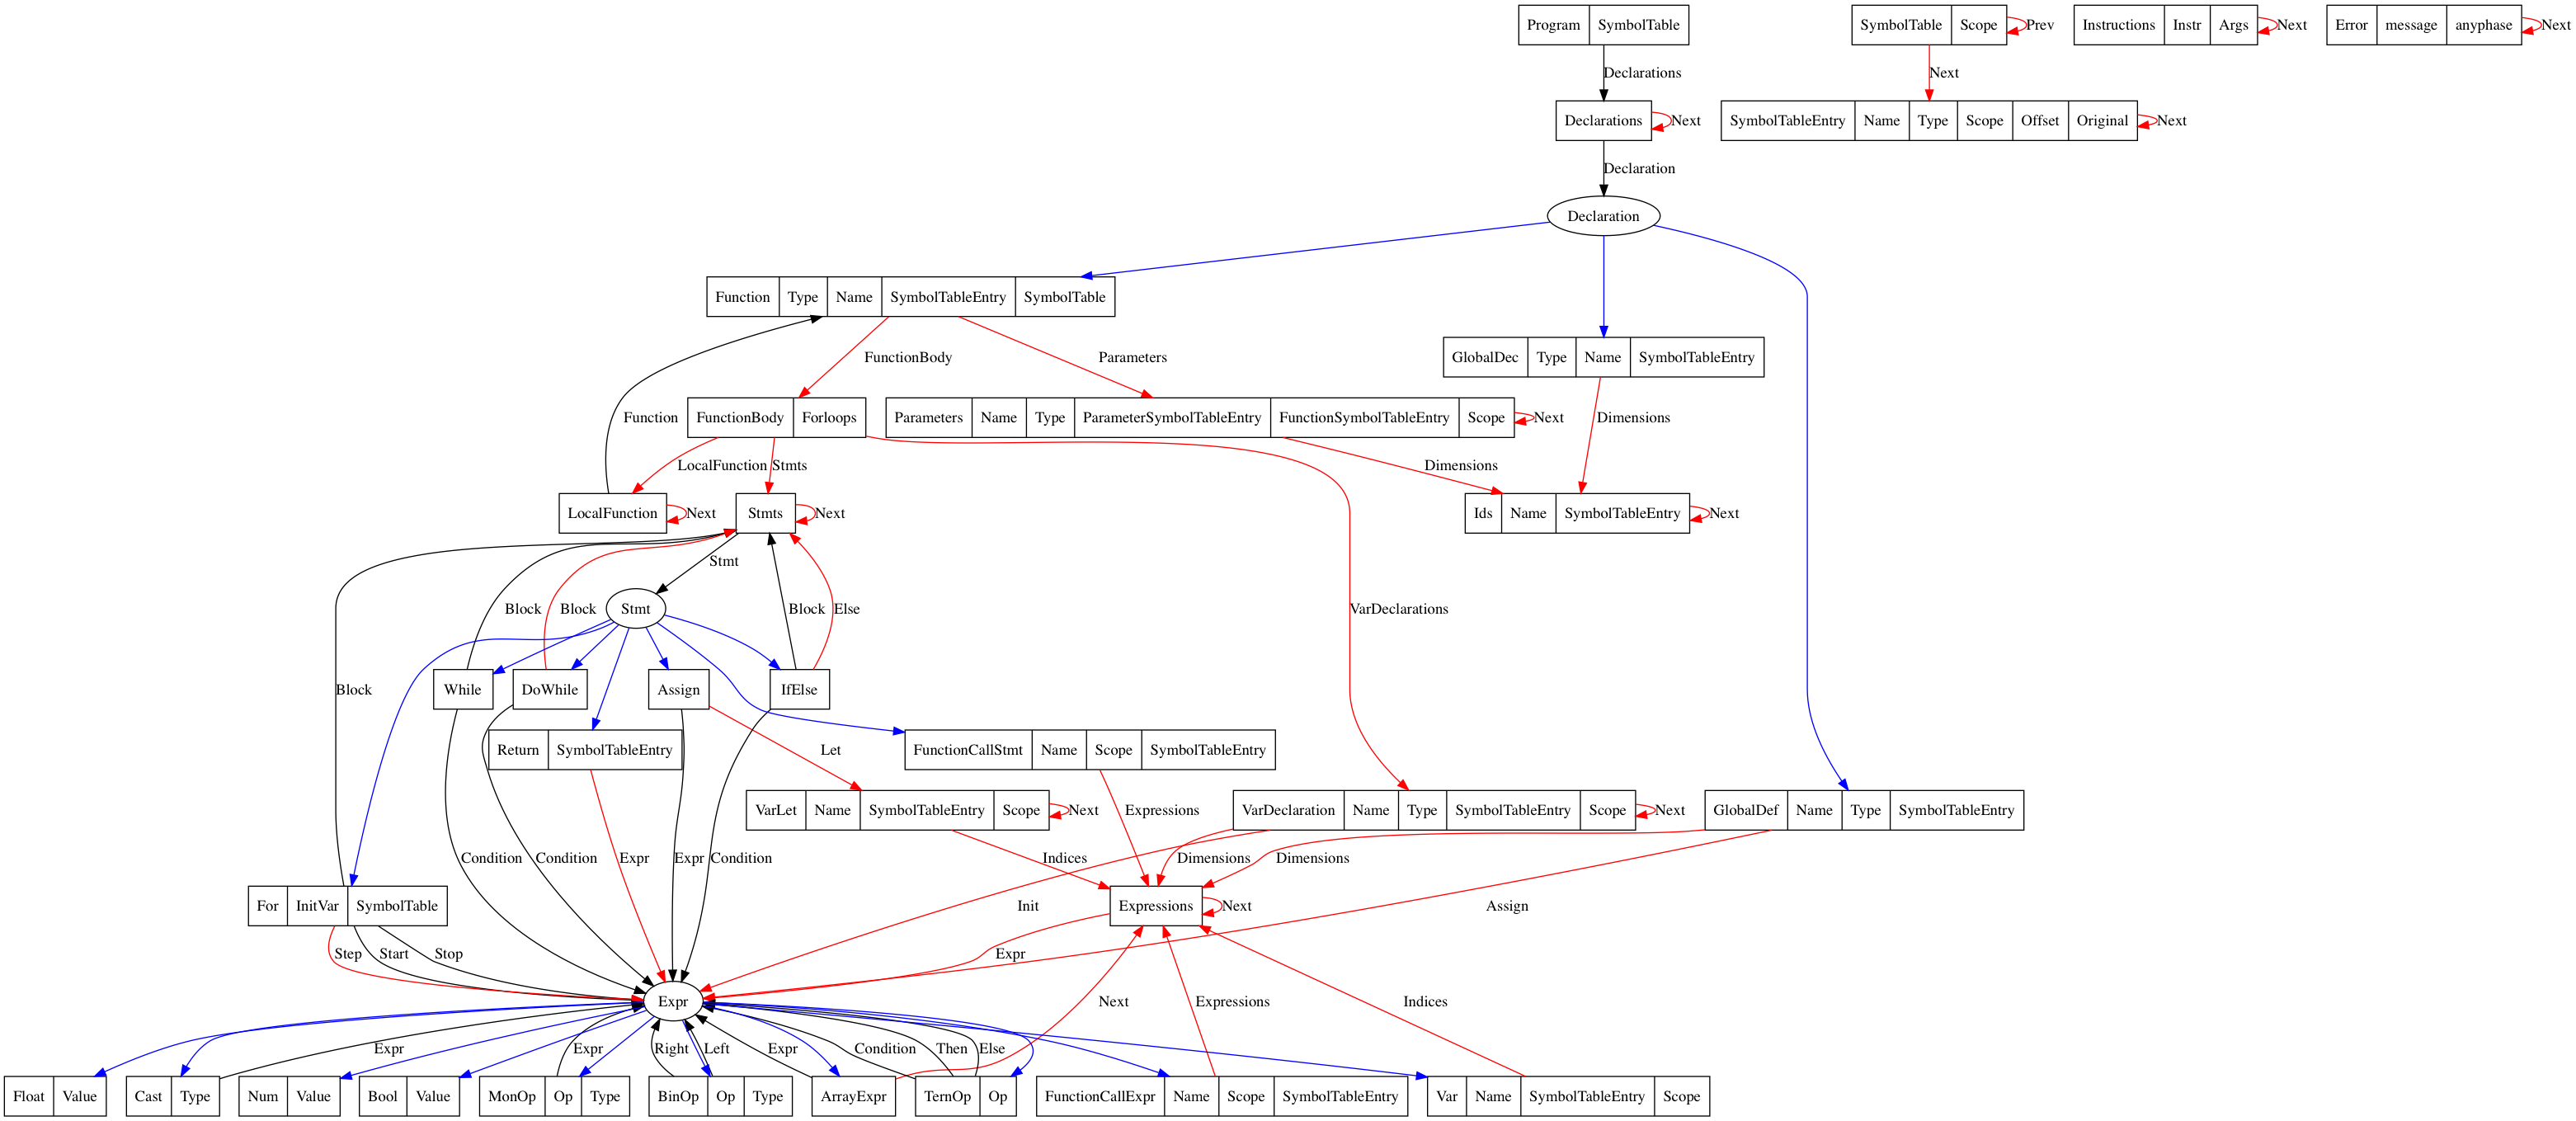 Program SymbolTable
SymbolTable Scope
Prev
Instructions Instr Args
Next
Error message anyphase
Next
Declarations
Next
Declarations
Next
SymbolTableEntry Name Type Scope Offset Original
Next
Declaration
Declaration
Function Type Name SymbolTableEntry SymbolTable
FunctionBody
Parameters
GlobalDec Type Name SymbolTableEntry
Function
FunctionBody Forloops
Parameters Name Type ParameterSymbolTableEntry FunctionSymbolTableEntry Scope
Next
Dimensions
LocalFunction
Stmts
Dimensions
LocalFunction
Next
Stmts
Next
Ids Name SymbolTableEntry
Next
Stmt
Block
Block
Stmt
Block
Else
VarDeclarations
Block
While
DoWhile
Assign
IfElse
Return SymbolTableEntry
Let
FunctionCallStmt Name Scope SymbolTableEntry
VarLet Name SymbolTableEntry Scope
Next
Expressions
VarDeclaration Name Type SymbolTableEntry Scope
Next
GlobalDef Name Type SymbolTableEntry
Condition
Condition
Expr
Expr
Condition
Indices
Dimensions
Dimensions
For InitVar SymbolTable
Init
Expressions
Next
Assign
Step
Start
Stop
Expr
Expr
Next
Expressions
Indices
Expr
Expr
Right
Left
Expr
Condition
Then
Else
Float Value
Cast Type
Num Value
Bool Value
MonOp Op Type
BinOp Op Type
ArrayExpr
TernOp Op
FunctionCallExpr Name Scope SymbolTableEntry
Var Name SymbolTableEntry Scope